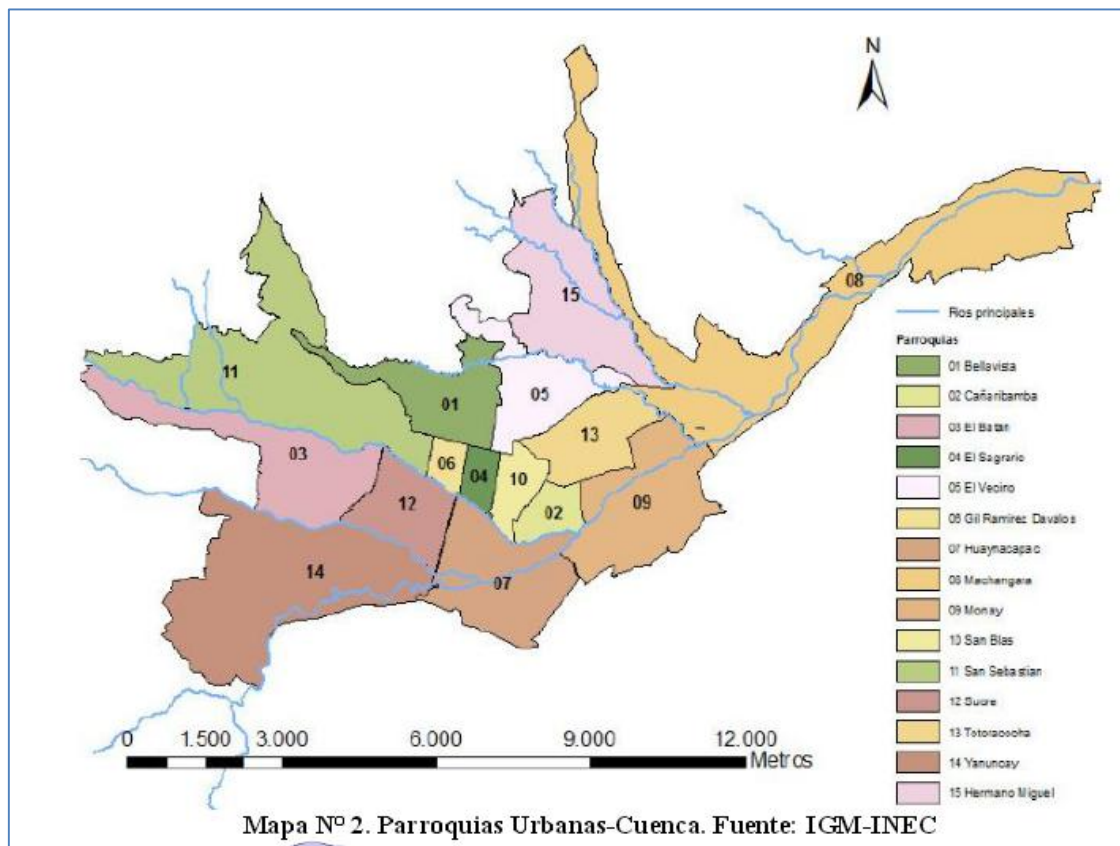 N
15
08
11
01
05
13
03
06
04
10
12
02
09
14
07
Rios principales
Parroquias
01 Bellavista
02 Cañaribamba
03 El Batan
04 El Sagrario
05 El Vecino
06 Gil Ramirez Davalos
07 Huaynacapac
08 Machangara
09 Monay
10 San Blas
11 San Sebastian
12 Sucre
13 Totoracocha
14 Yanuncay
15 Hermano Miguel
0 1.500 3.000 6.000 9.000 12.000
Metros
Mapa Nº 2. Parroquias Urbanas-Cuenca. Fuente: IGM-INEC